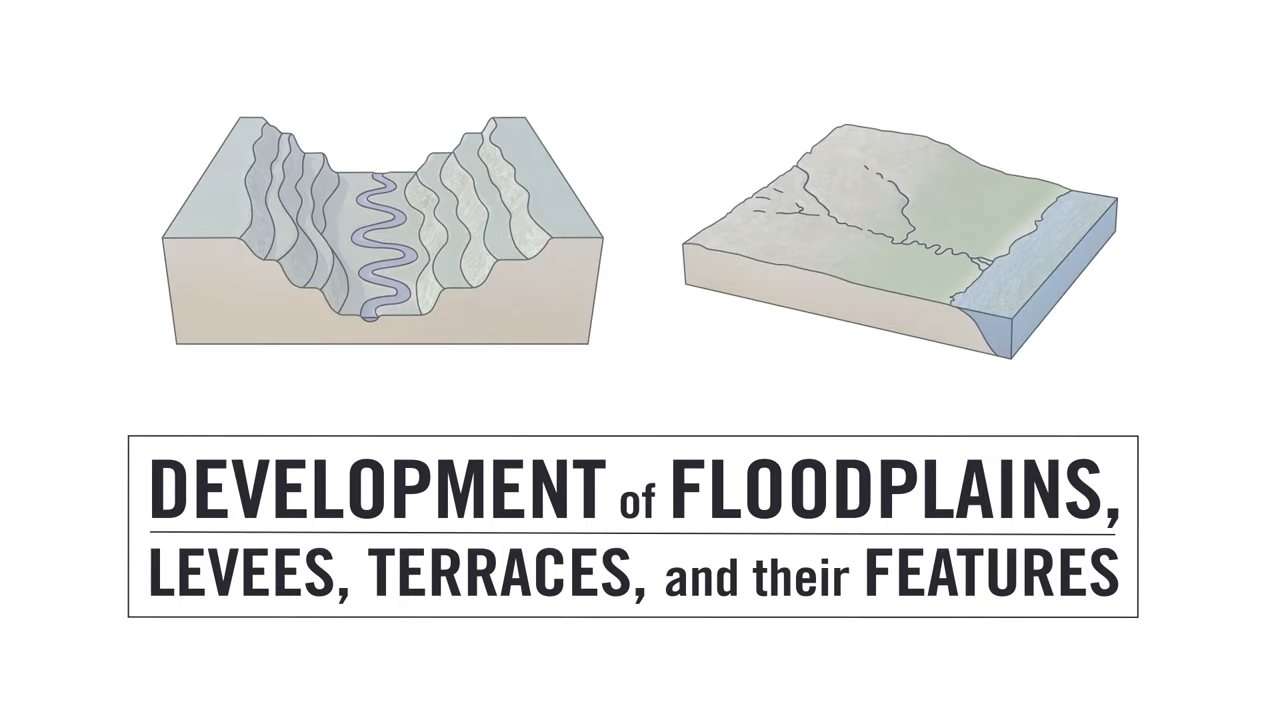 DEVELOPMENT of FLOODPLAINS,
LEVEES, TERRACES, and their FEATURES